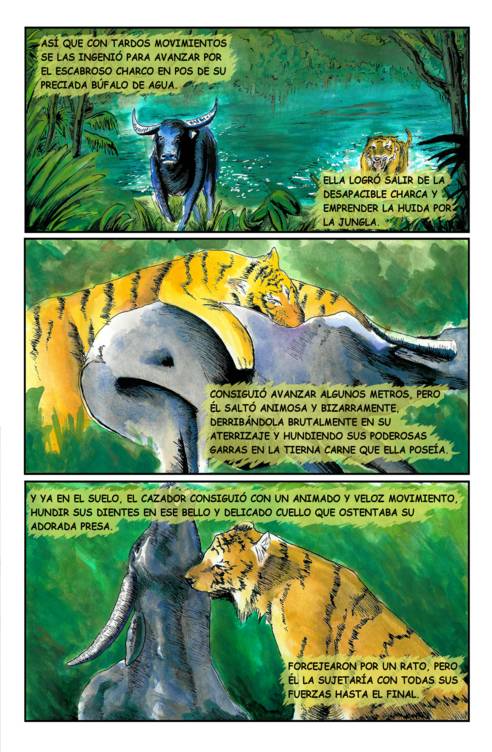 ASÍ QUE CON TARDOS MOVIMIENTOS
SE LAS INGENIÓ PARA AVANZAR POR
EL ESCABROSO CHARCO EN POS DE SU
PRECIADA BÚFALO DE AGUA.
ELLA LOGRÓ SALIR DE LA
DESAPACIBLE CHARCA Y
EMPRENDER LA HUIDA POR
LA JUNGLA.
CONSIGUIÓ AVANZAR ALGUNOS METROS, PERO
ÉL SALTÓ ANIMOSA Y BIZARRAMENTE,
DERRIBÁNDOLA BRUTALMENTE EN SU
ATERRIZAJE Y HUNDIENDO SUS PODEROSAS
GARRAS EN LA TIERNA CARNE QUE ELLA POSEÍA.
Y YA EN EL SUELO, EL CAZADOR CONSIGUIÓ CON UN ANIMADO Y VELOZ MOVIMIENTO,
HUNDIR SUS DIENTES EN ESE BELLO Y DELICADO CUELLO QUE OSTENTABA SU
ADORADA PRESA.
FORCEJEARON POR UN RATO, PERO
ÉL LA SUJETARÍA CON TODAS SUS
FUERZAS HASTA EL FINAL.